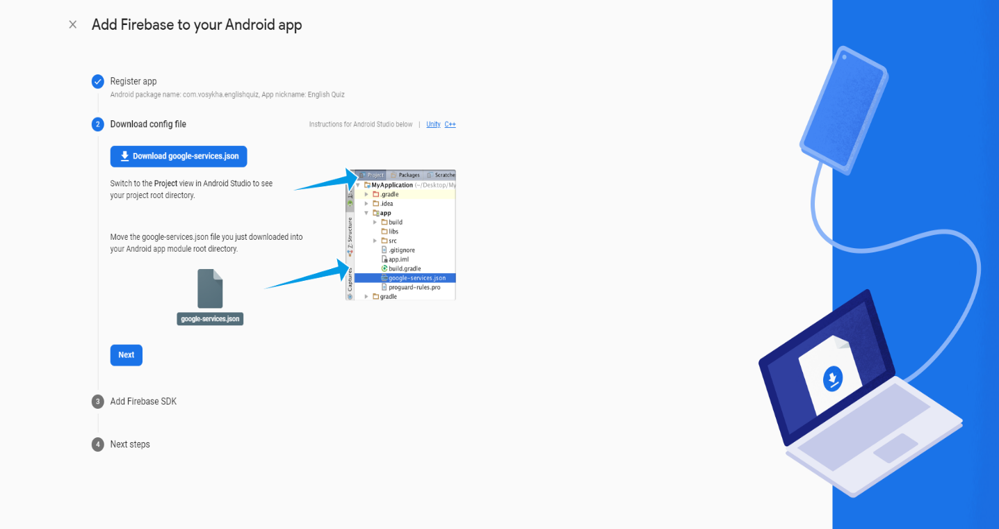 Add Firebase to your Android app
Register app
Android package name: com.vosykha.englishquiz, App nickname: English Quiz
2 Download config file
Instructions for Android Studio below | Unity C++
Download google-services.json
Switch to the Project view in Android Studio to see
your project root directory.
Move the google-services.json file you just downloaded into
your Android app module root directory.
google-services.json
Project Packages Scratche
MyApplication (~/Desktop/My
.gradle
.idea
app
build
libs
src
.gitignore
app.iml
build.gradle
google-services.json
proguard-rules.pro
gradle
Z: Structure
Captures
Next
3 Add Firebase SDK
4 Next steps